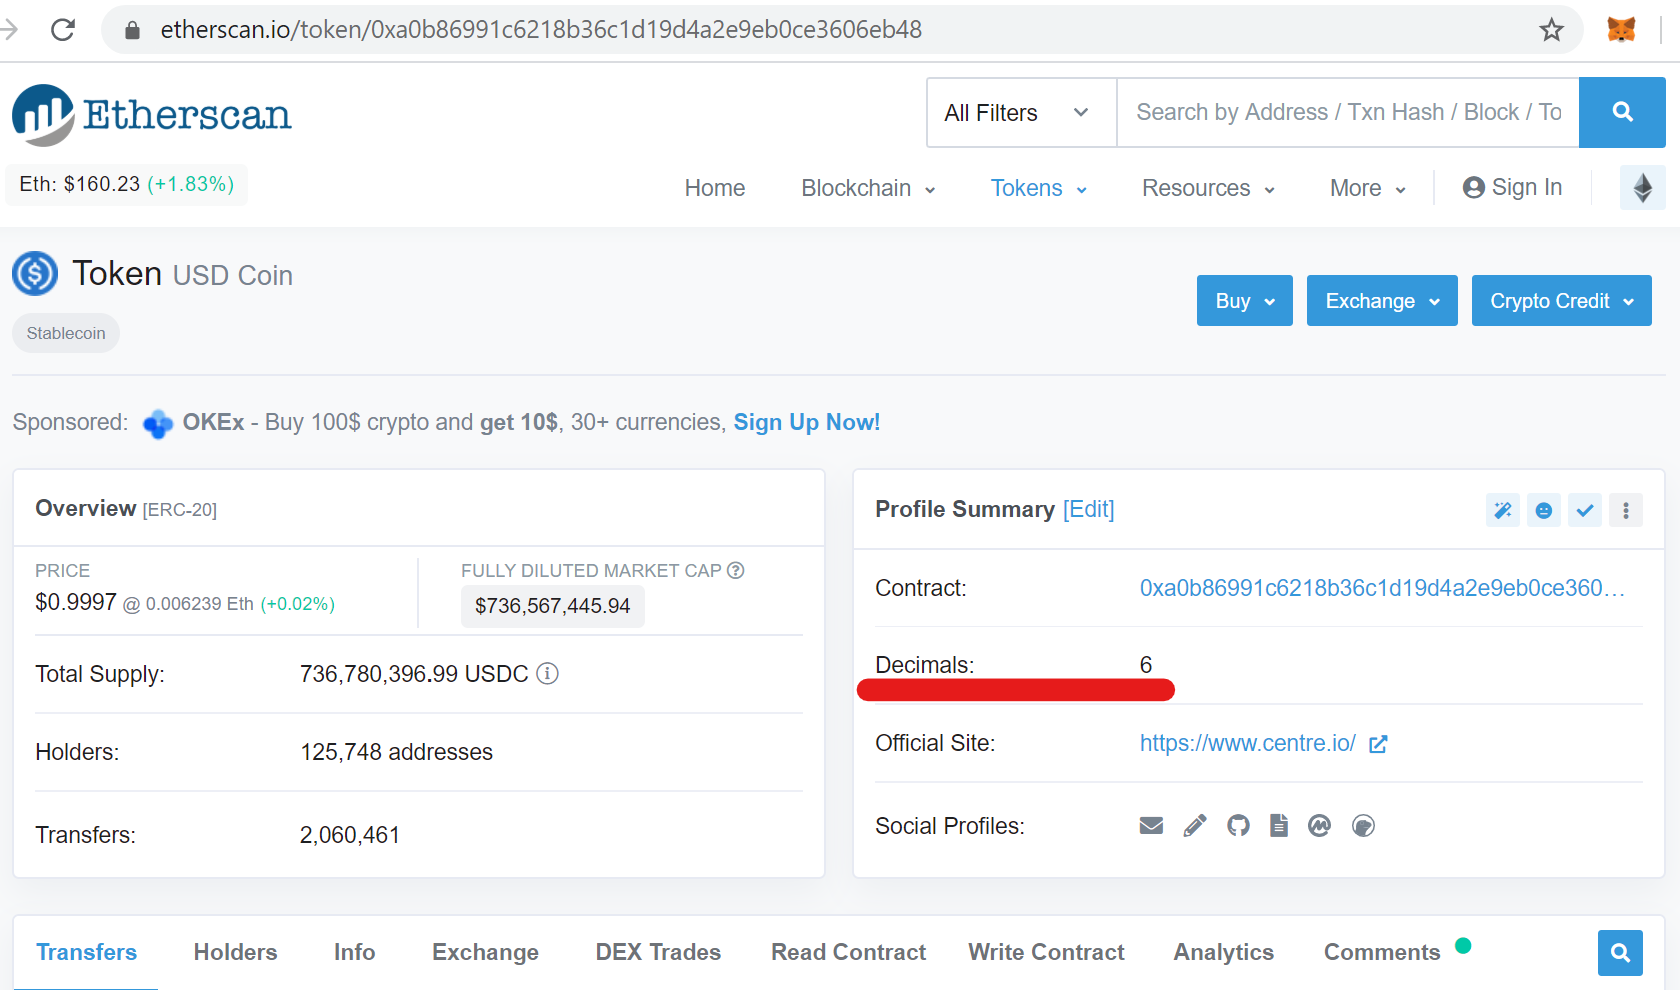 etherscan.io/token/0xa0b86991c6218b36c1d19d4a2e9eb0ce3606eb48
Etherscan
All Filters
Search by Address / Txn Hash / Block / To
Eth: $160.23 (+1.83%)
Home Blockchain Tokens Resources More Sign In
Token USD Coin
Buy Exchange Crypto Credit
Stablecoin
Sponsored: OKEx - Buy 100$ crypto and get 10$, 30+ currencies, Sign Up Now!
Overview [ERC-20]
PRICE
$0.9997 @ 0.006239 Eth (+0.02%)
FULLY DILUTED MARKET CAP
$736,567,445.94
Total Supply: 736,780,396.99 USDC
Holders: 125,748 addresses
Transfers: 2,060,461
Profile Summary [Edit]
Contract: 0xa0b86991c6218b36c1d19d4a2e9eb0ce360...
Decimals: 6
Official Site: https://www.centre.io/
Social Profiles:
Transfers Holders Info Exchange DEX Trades Read Contract Write Contract Analytics Comments